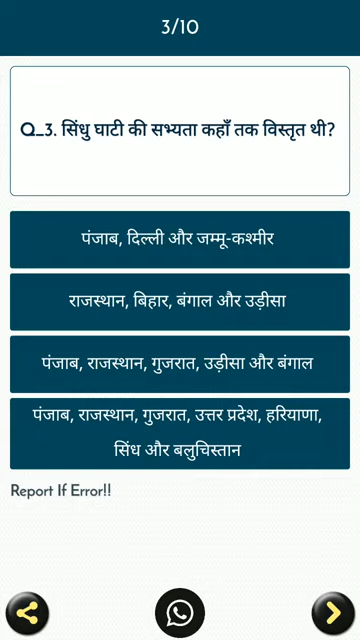 3/10
Q_3. सिंधु घाटी की सभ्यता कहाँ तक विस्तृत थी?
पंजाब, दिल्ली और जम्मू-कश्मीर
राजस्थान, बिहार, बंगाल और उड़ीसा
पंजाब, राजस्थान, गुजरात, उड़ीसा और बंगाल
पंजाब, राजस्थान, गुजरात, उत्तर प्रदेश, हरियाणा,
सिंध और बलुचिस्तान
Report If Error!!